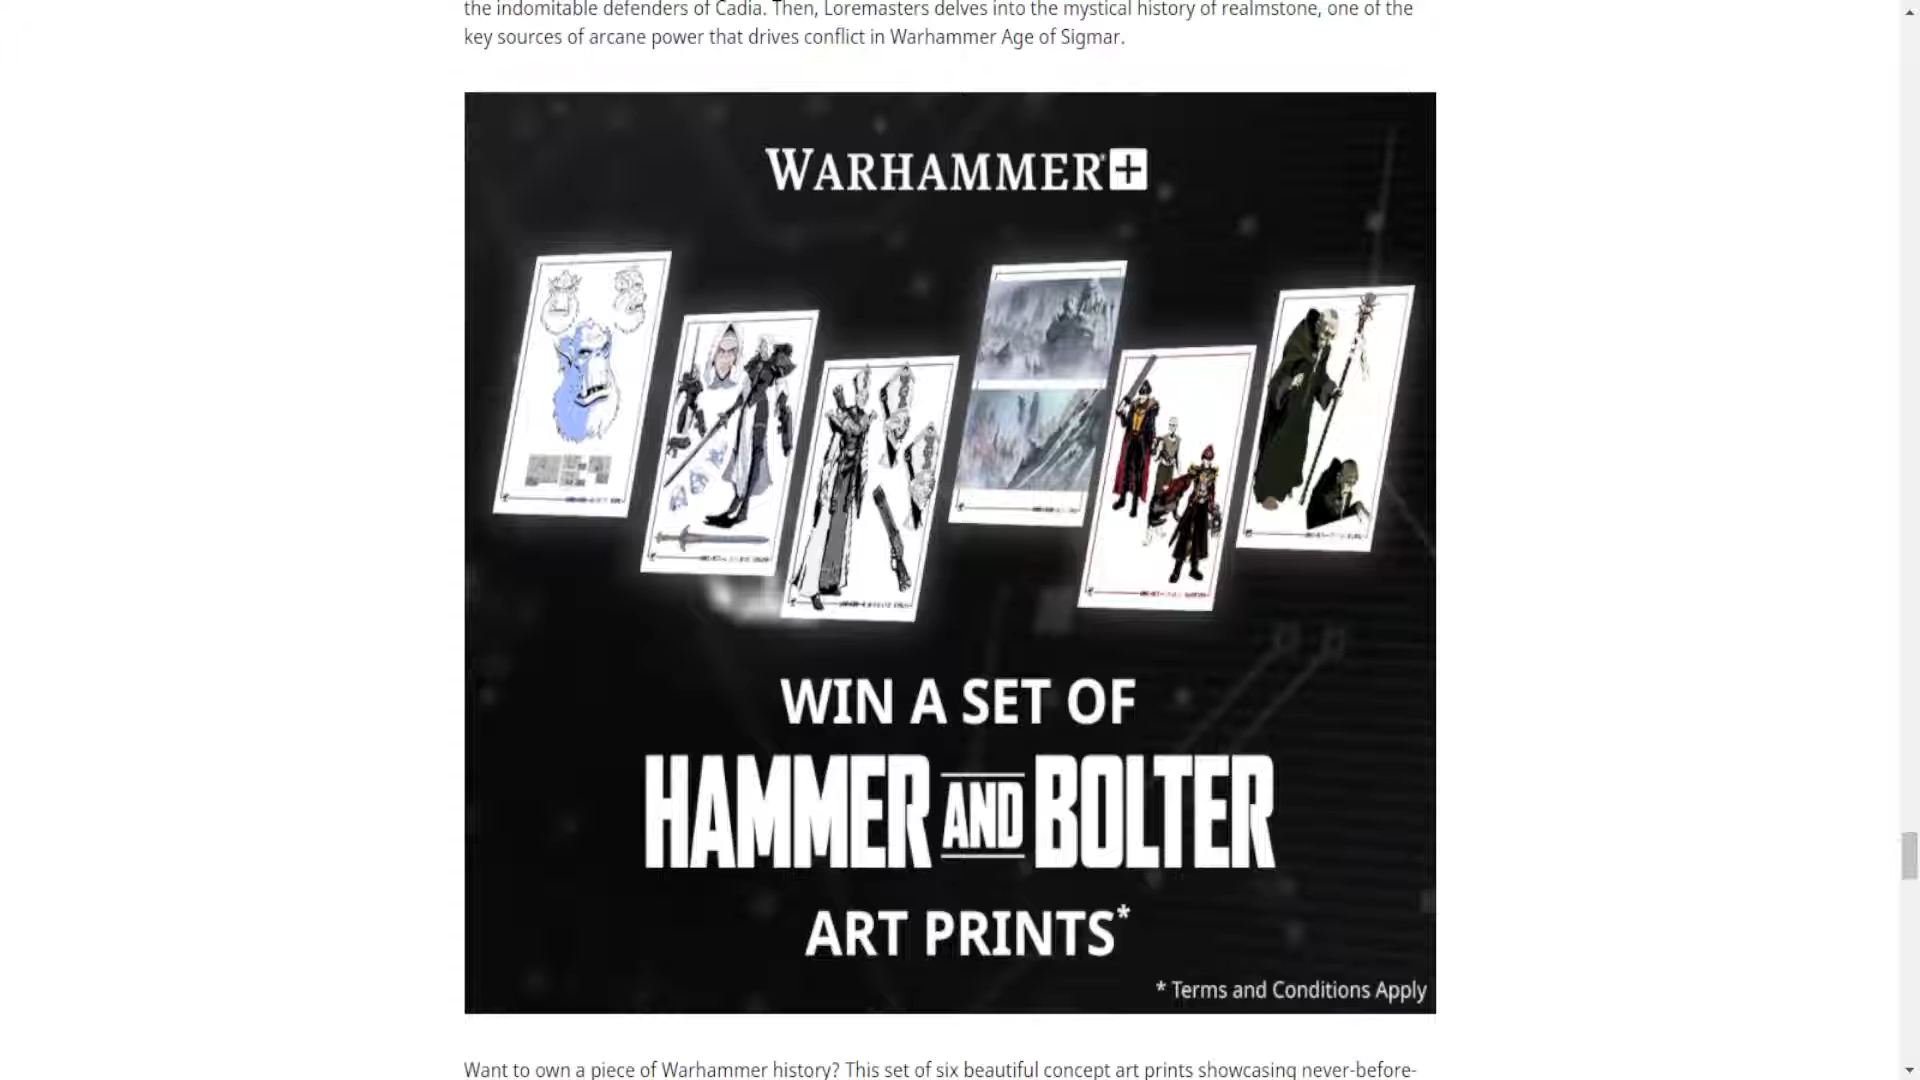 the indomitable defenders of Cadia. Then, Loremasters delves into the mystical history of realmstone, one of the
key sources of arcane power that drives conflict in Warhammer Age of Sigmar.
WARHAMMER+
WIN A SET OF
HAMMER AND BOLTER
ART PRINTS*
* Terms and Conditions Apply
Want to own a piece of Warhammer history? This set of six beautiful concept art prints showcasing never-before-